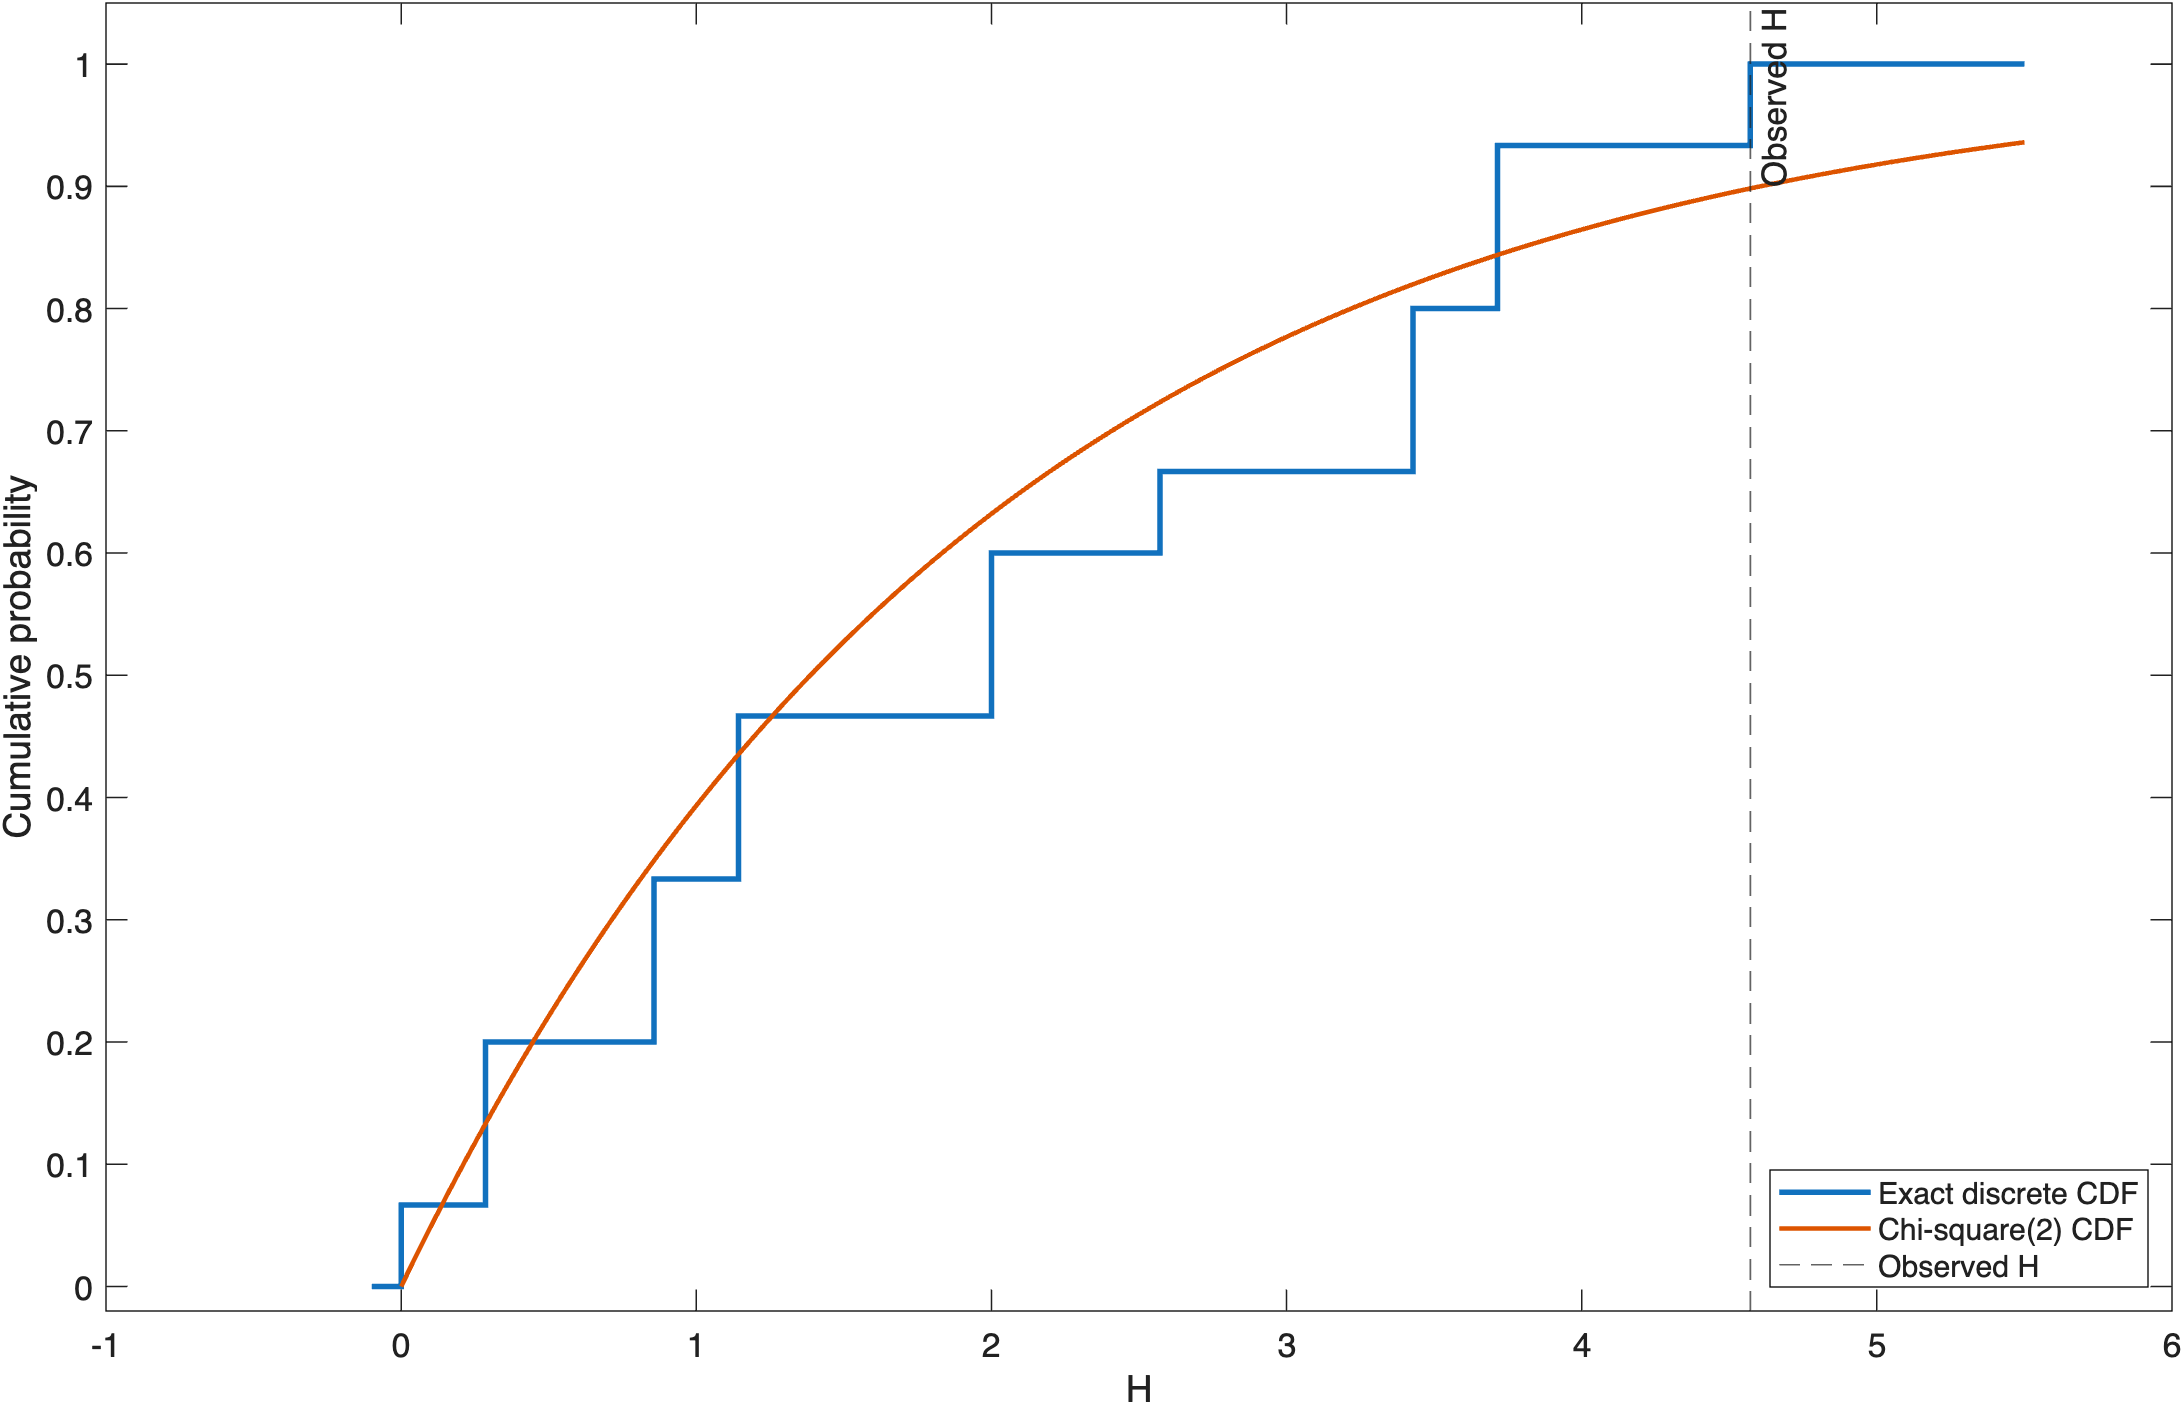 Observed H
1
0.9
0.8
0.7
0.6
0.5
0.4
0.3
0.2
0.1
0
Cumulative probability
Exact discrete CDF
Chi-square(2) CDF
Observed H
-1 0 1 2 3 4 5 6
H